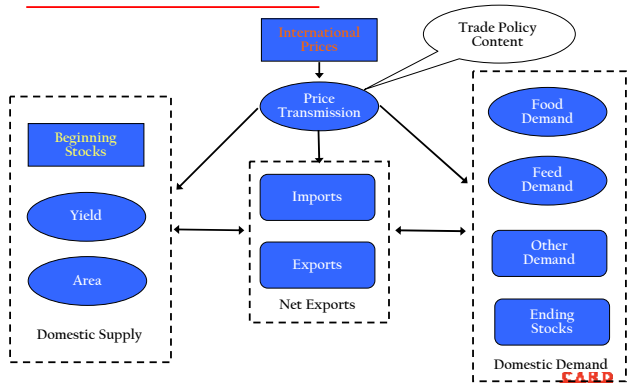 International
Prices
Trade Policy
Content
Price
Transmission
Beginning
Stocks
Yield
Area
Domestic Supply
Imports
Exports
Net Exports
Food
Demand
Feed
Demand
Other
Demand
Ending
Stocks
Domestic Demand
CARD